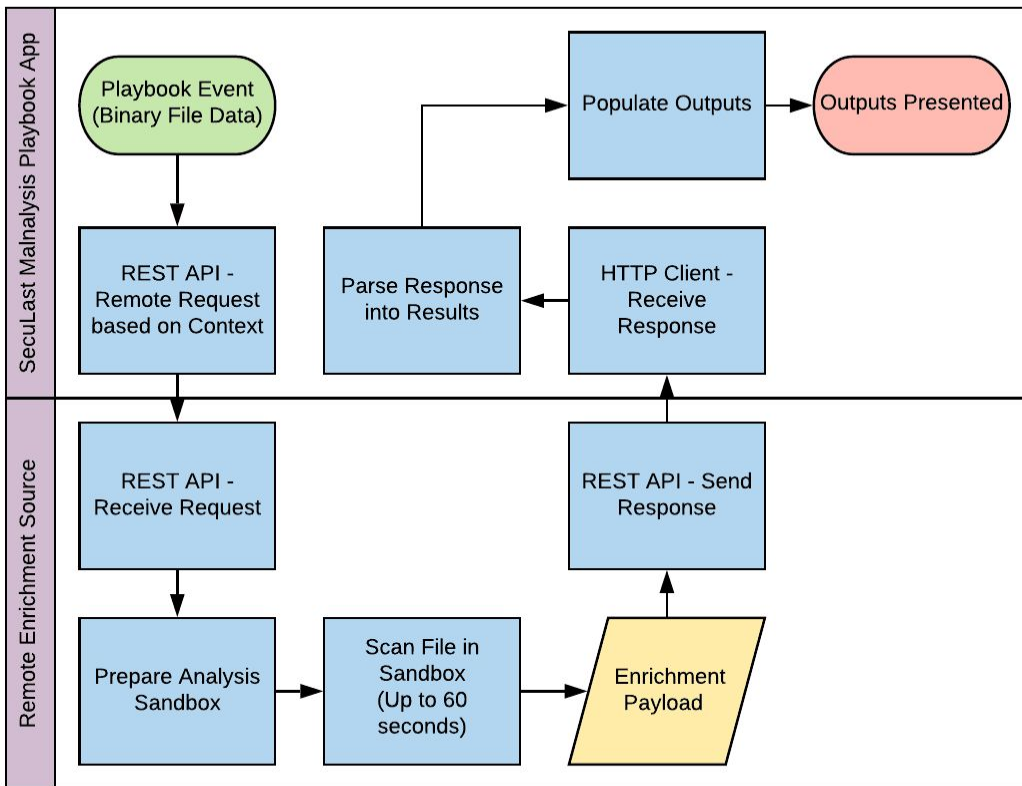 SecuLast Malnalysis Playbook App
Playbook Event
(Binary File Data)
Populate Outputs
Outputs Presented
REST API -
Remote Request
based on Context
Parse Response
into Results
HTTP Client -
Receive
Response
Remote Enrichment Source
REST API -
Receive Request
REST API - Send
Response
Prepare Analysis
Sandbox
Scan File in
Sandbox
(Up to 60
seconds)
Enrichment
Payload